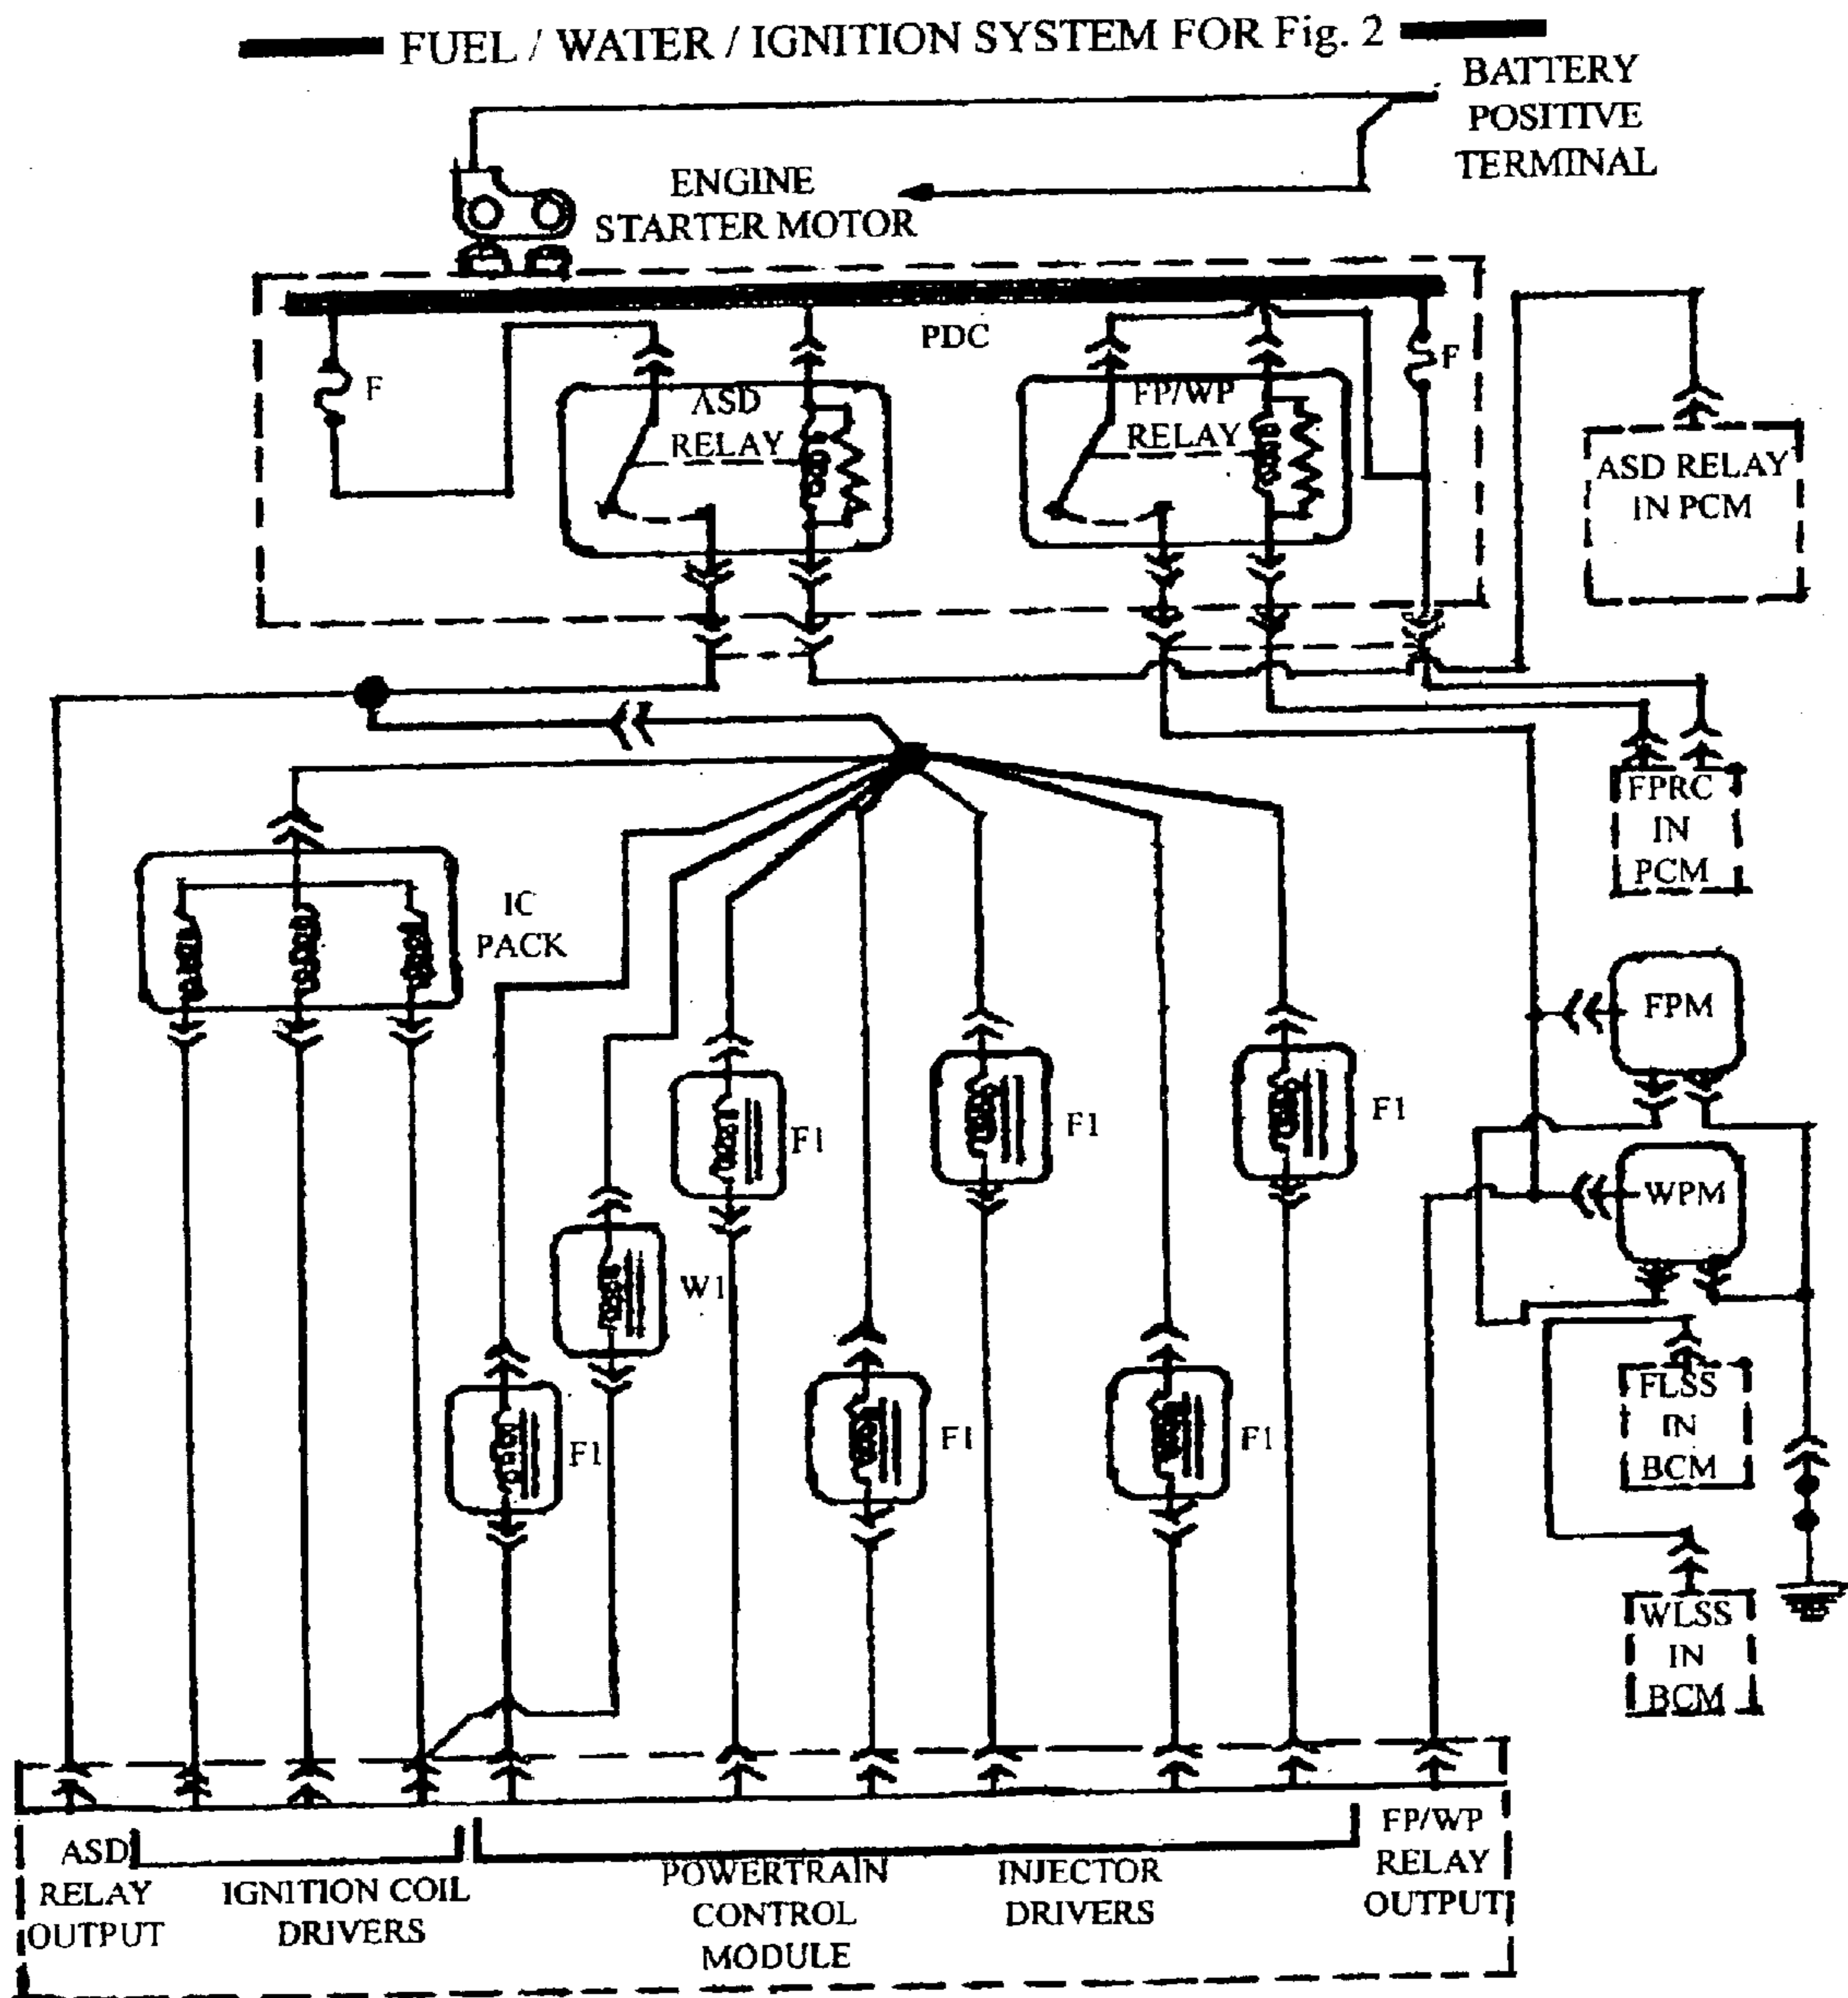 FUEL / WATER / IGNITION SYSTEM FOR Fig. 2
BATTERY
POSITIVE
TERMINAL
ENGINE
STARTER MOTOR
PDC
F
ASD
RELAY
FP/WP
RELAY
F
ASD RELAY
IN PCM
FPRC
IN
PCM
IC
PACK
FPM
F1
F1
F1
WPM
W1
F1
F1
F1
FLSS
IN
BCM
WLSS
IN
BCM
ASD
RELAY
OUTPUT
IGNITION COIL
DRIVERS
POWERTRAIN
CONTROL
MODULE
INJECTOR
DRIVERS
FP/WP
RELAY
OUTPUT